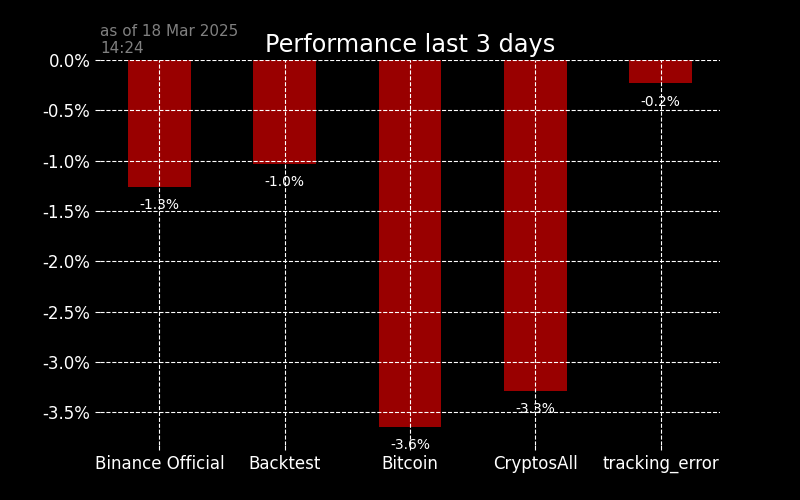 as of 18 Mar 2025
14:24
Performance last 3 days
0.0%
-0.5%
-1.0%
-1.5%
-2.0%
-2.5%
-3.0%
-3.5%
-1.3%
-1.0%
-3.6%
-3.3%
-0.2%
Binance Official
Backtest
Bitcoin
CryptosAll
tracking_error